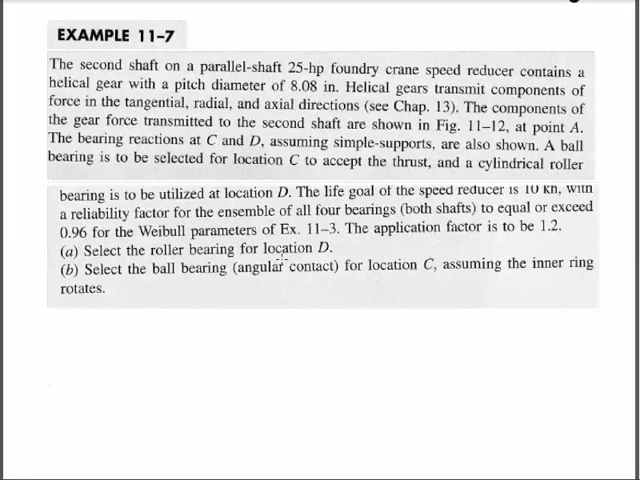 EXAMPLE 11-7
The second shaft on a parallel-shaft 25-hp foundry crane speed reducer contains a
helical gear with a pitch diameter of 8.08 in. Helical gears transmit components of
force in the tangential, radial, and axial directions (see Chap. 13). The components of
the gear force transmitted to the second shaft are shown in Fig. 11-12, at point A.
The bearing reactions at C and D, assuming simple-supports, are also shown. A ball
bearing is to be selected for location C to accept the thrust, and a cylindrical roller
bearing is to be utilized at location D. The life goal of the speed reducer is 10 kh, with
a reliability factor for the ensemble of all four bearings (both shafts) to equal or exceed
0.96 for the Weibull parameters of Ex. 11-3. The application factor is to be 1.2.
(a) Select the roller bearing for location D.
(b) Select the ball bearing (angular contact) for location C, assuming the inner ring
rotates.